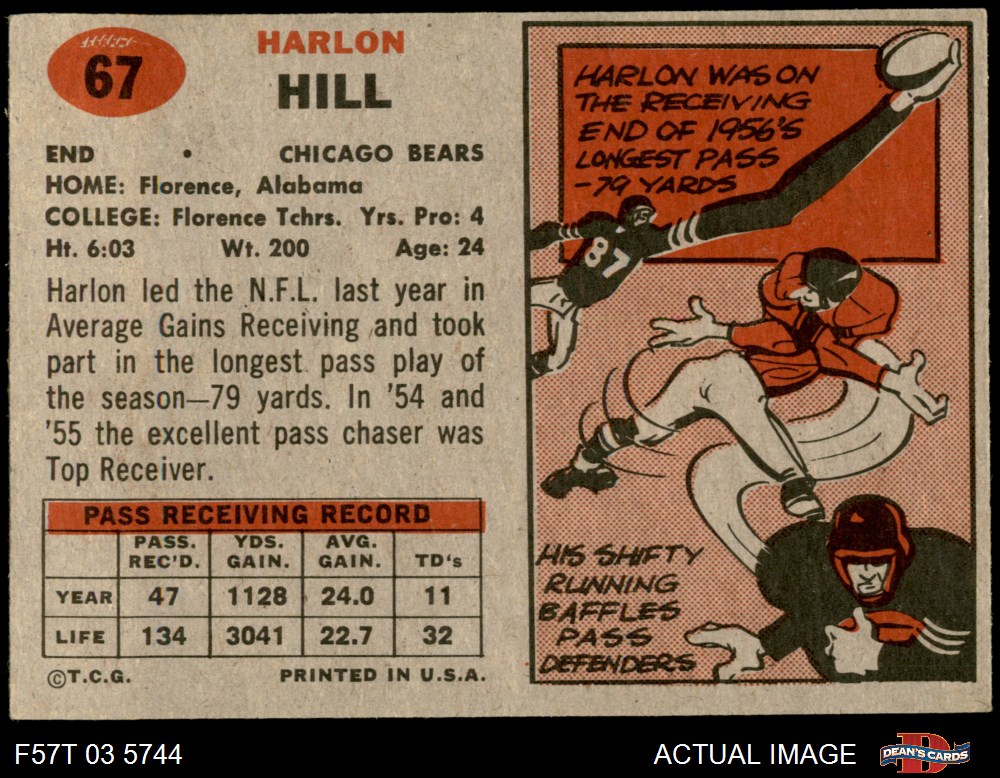 67
HARLON
HILL
END • CHICAGO BEARS
HOME: Florence, Alabama
COLLEGE: Florence Tchrs. Yrs. Pro: 4
Ht. 6:03 Wt. 200 Age: 24
Harlon led the N.F.L. last year in
Average Gains Receiving and took
part in the longest pass play of
the season—79 yards. In '54 and
'55 the excellent pass chaser was
Top Receiver.
PASS RECEIVING RECORD
PASS. REC'D. YDS. GAIN. AVG. GAIN. TD's
YEAR 47 1128 24.0 11
LIFE 134 3041 22.7 32
©T.C.G. PRINTED IN U.S.A.
HARLON WAS ON
THE RECEIVING
END OF 1956'S
LONGEST PASS
-79 YARDS
87
HIS SHIFTY
RUNNING
BAFFLES
PASS
DEFENDERS
F57T 03 5744 ACTUAL IMAGE
D
DEAN'S CARDS